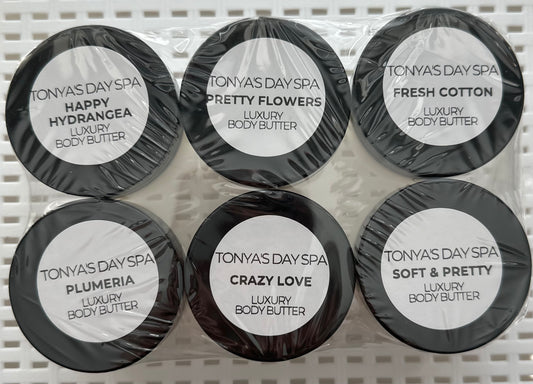 TONYA'S DAY SPA
HAPPY
HYDRANGEA
LUXURY
BODY BUTTER
TONYA'S DAY SPA
PRETTY FLOWERS
LUXURY
BODY BUTTER
TONYA'S DAY SPA
FRESH COTTON
LUXURY
BODY BUTTER
TONYA'S DAY SPA
PLUMERIA
LUXURY
BODY BUTTER
TONYA'S DAY SPA
CRAZY LOVE
LUXURY
BODY BUTTER
TONYA'S DAY SPA
SOFT & PRETTY
LUXURY
BODY BUTTER